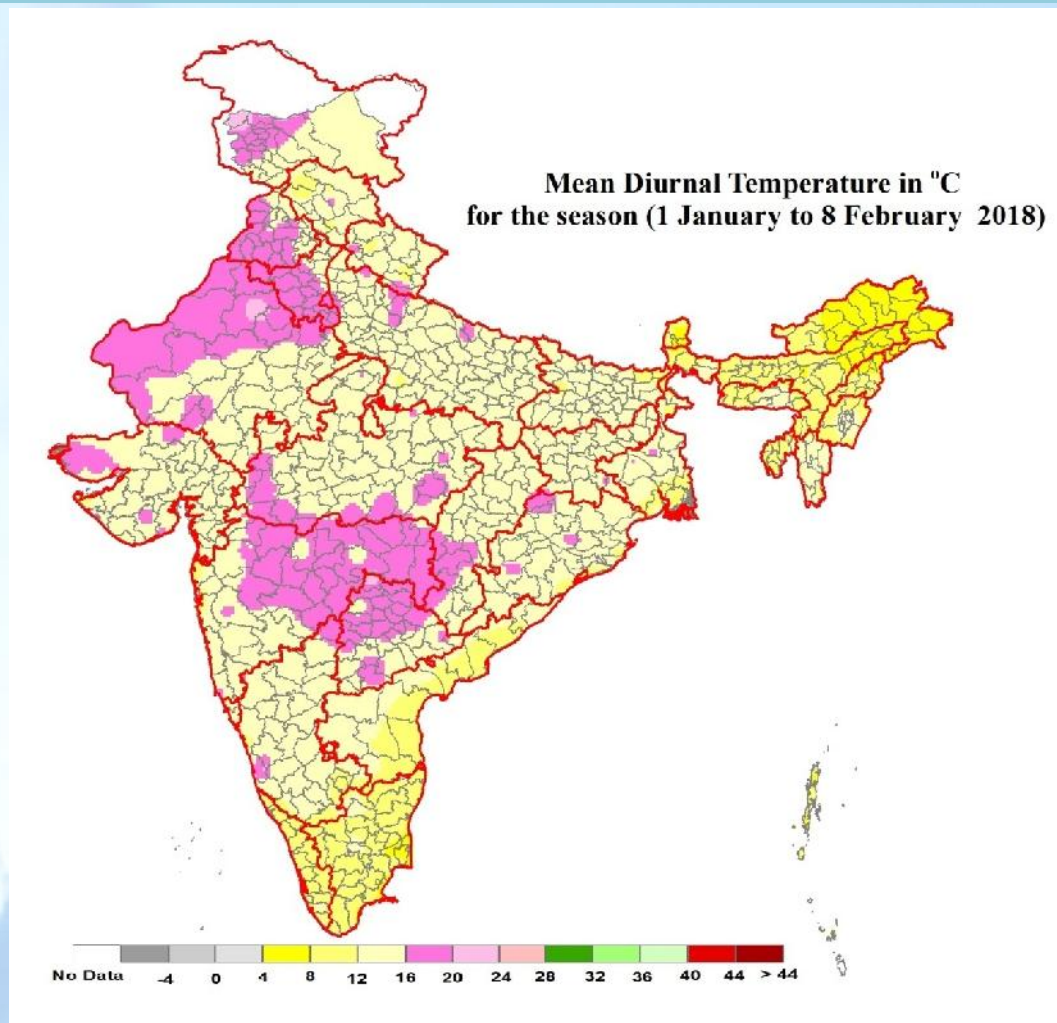 Mean Diurnal Temperature in °C
for the season (1 January to 8 February 2018)
No Data -4 0 4 8 12 16 20 24 28 32 36 40 44 > 44